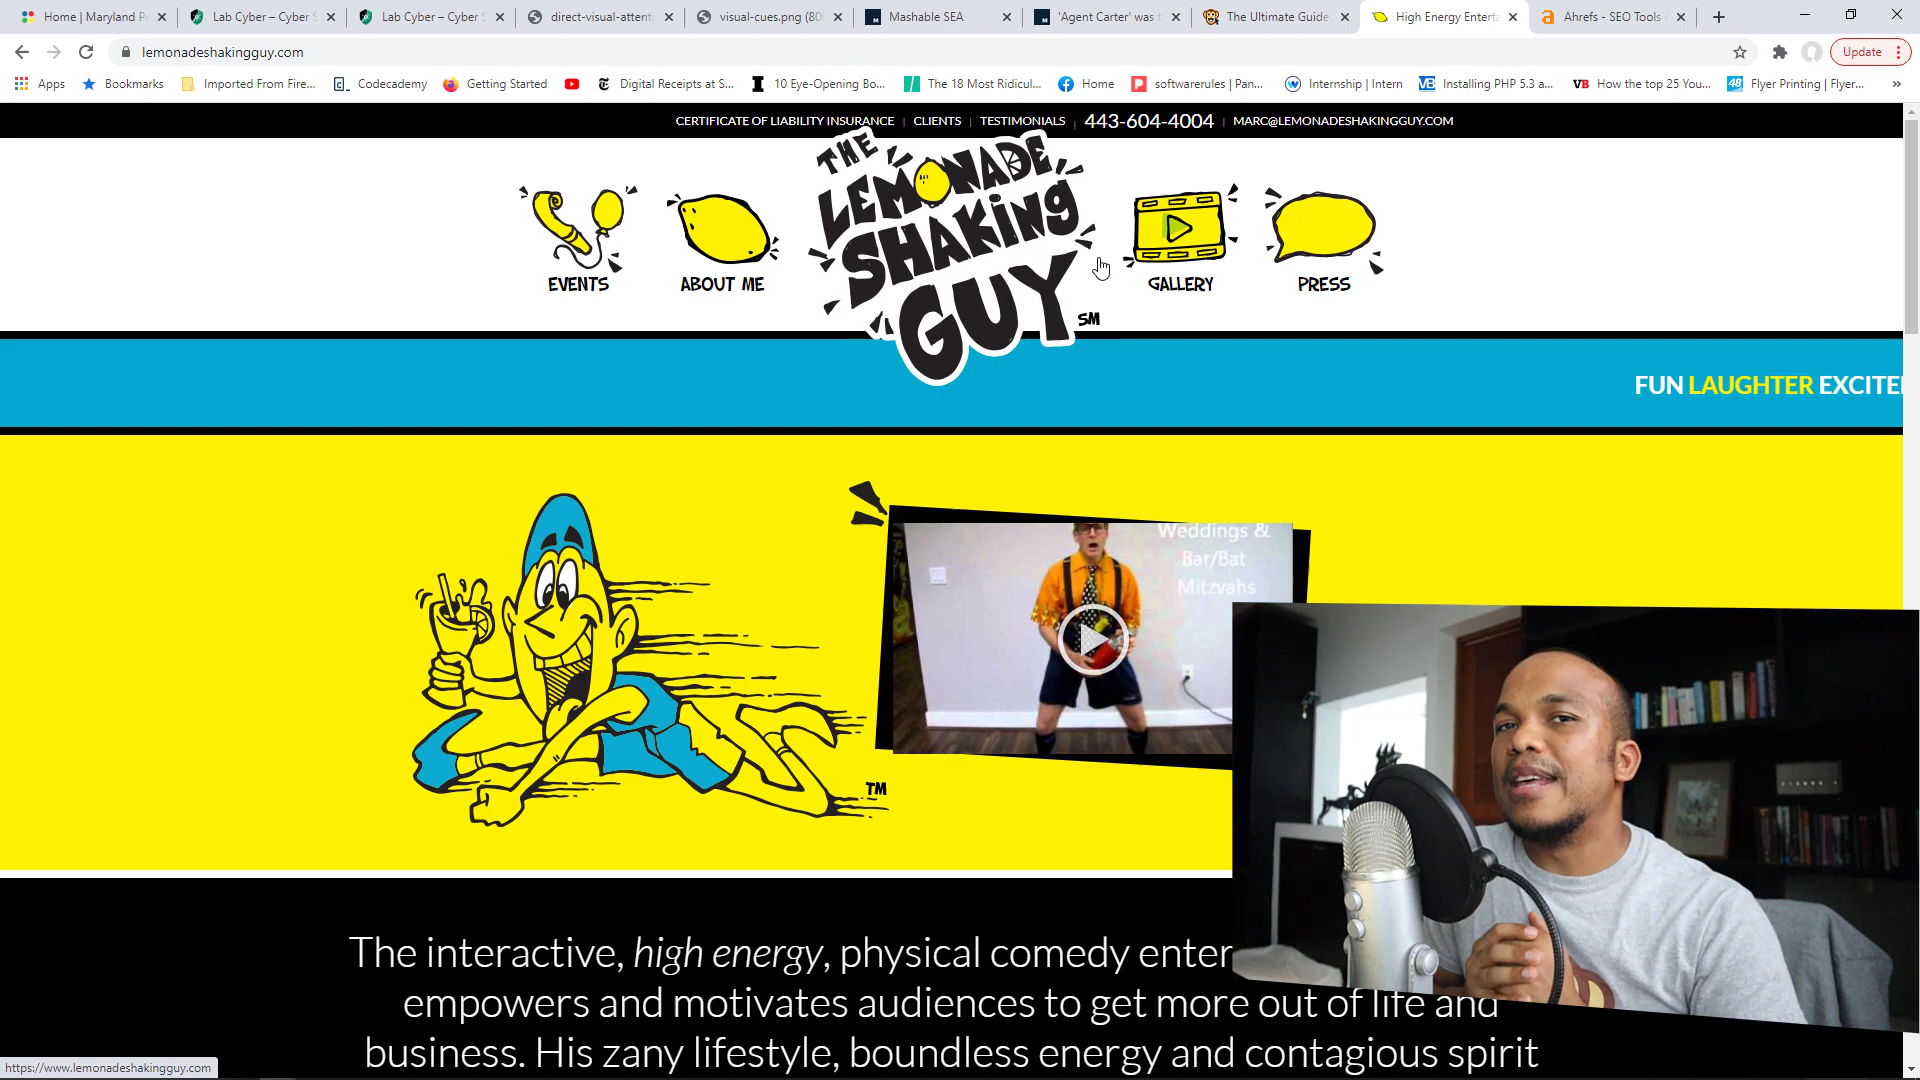 Home | Maryland P
Lab Cyber – Cyber S
Lab Cyber – Cyber S
direct-visual-attenti
visual-cues.png (800
Mashable SEA
'Agent Carter' was t
The Ultimate Guide
High Energy Enterta
Ahrefs - SEO Tools
lemonadeshakingguy.com
Update
Apps
Bookmarks
Imported From Fire...
Codecademy
Getting Started
Digital Receipts at S...
10 Eye-Opening Bo...
The 18 Most Ridicul...
Home
softwarerules | Pan...
Internship | Intern
Installing PHP 5.3 a...
How the top 25 You...
Flyer Printing | Flyer...
CERTIFICATE OF LIABILITY INSURANCE | CLIENTS | TESTIMONIALS | 443-604-4004 | MARC@LEMONADESHAKINGGUY.COM
THE
LEMONADE
SHAKING
GUY
SM
EVENTS
ABOUT ME
GALLERY
PRESS
FUN LAUGHTER EXCITE
Weddings &
Bar/Bat
Mitzvahs
TM
The interactive, high energy, physical comedy enter
empowers and motivates audiences to get more out of life and
business. His zany lifestyle, boundless energy and contagious spirit
https://www.lemonadeshakingguy.com